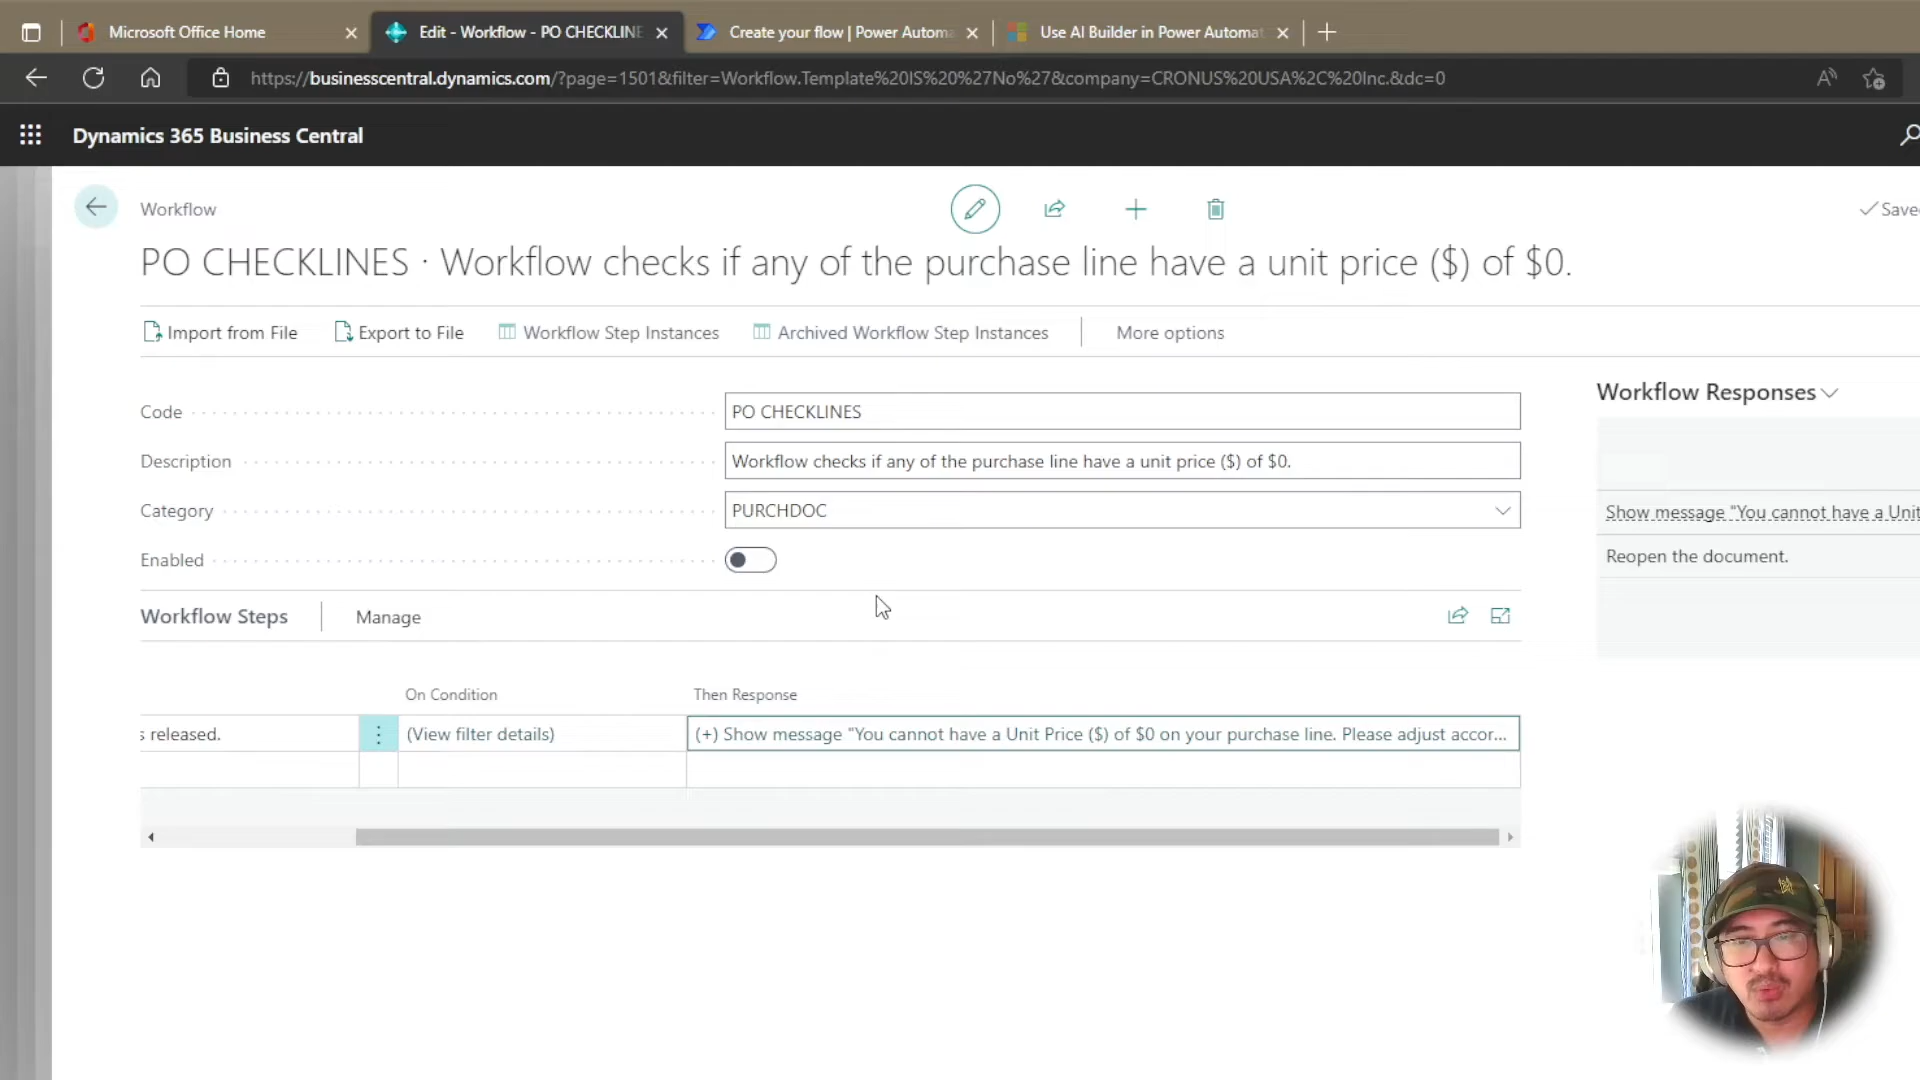 Microsoft Office Home
Edit - Workflow - PO CHECKLINE
Create your flow | Power Automa
Use AI Builder in Power Automat
https://businesscentral.dynamics.com/?page=1501&filter=Workflow.Template%20IS%20%27No%27&company=CRONUS%20USA%2C%20Inc.&dc=0
Dynamics 365 Business Central
Workflow
Save
PO CHECKLINES · Workflow checks if any of the purchase line have a unit price ($) of $0.
Import from File
Export to File
Workflow Step Instances
Archived Workflow Step Instances
More options
Code
PO CHECKLINES
Description
Workflow checks if any of the purchase line have a unit price ($) of $0.
Category
PURCHDOC
Enabled
Workflow Responses
Show message "You cannot have a Unit
Reopen the document.
Workflow Steps
Manage
On Condition
Then Response
s released.
(View filter details)
(+) Show message "You cannot have a Unit Price ($) of $0 on your purchase line. Please adjust accor...